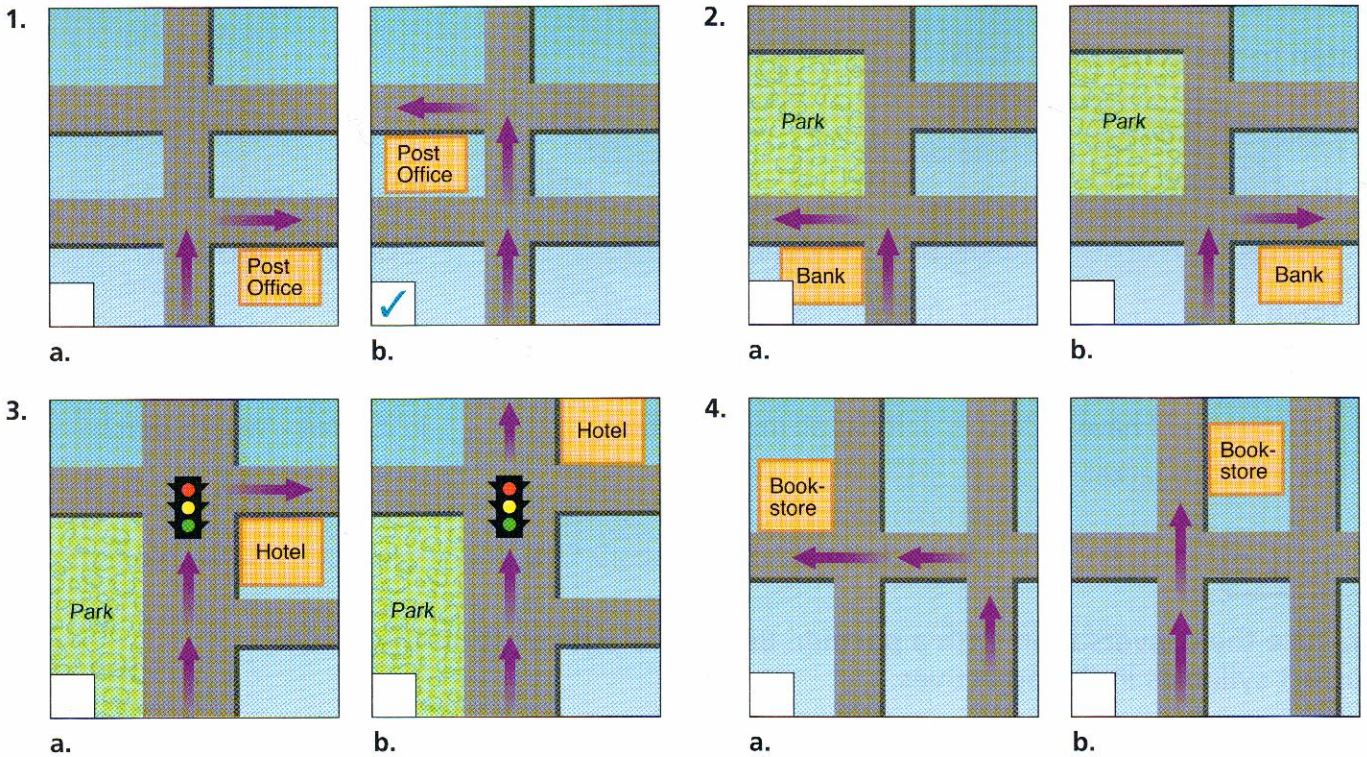 1.
Post
Office
a.
Post
Office
✓
b.
2.
Park
Bank
a.
Park
Bank
b.
3.
Park
Hotel
a.
Park
Hotel
b.
4.
Book-
store
a.
Book-
store
b.